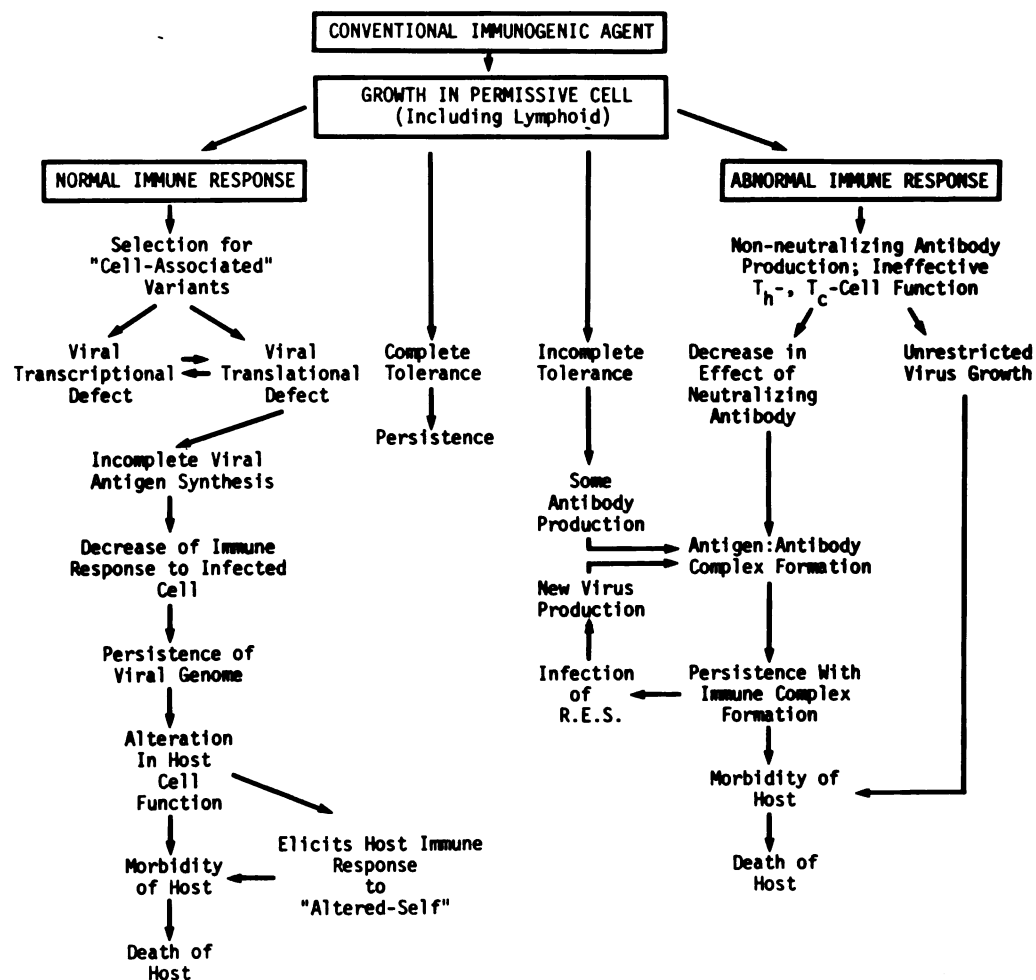 CONVENTIONAL IMMUNOGENIC AGENT
GROWTH IN PERMISSIVE CELL
(Including Lymphoid)
NORMAL IMMUNE RESPONSE
Selection for
"Cell-Associated"
Variants
Viral
Transcriptional
Defect
Viral
Translational
Defect
Incomplete Viral
Antigen Synthesis
Decrease of Immune
Response to Infected
Cell
Persistence of
Viral Genome
Alteration
In Host
Cell
Function
Elicits Host Immune
Response
to
"Altered-Self"
Morbidity
of Host
Death of
Host
Complete
Tolerance
Persistence
Incomplete
Tolerance
Some
Antibody
Production
New Virus
Production
Infection
of
R.E.S.
ABNORMAL IMMUNE RESPONSE
Non-neutralizing Antibody
Production; Ineffective
Th-, Tc-Cell Function
Decrease in
Effect of
Neutralizing
Antibody
Unrestricted
Virus Growth
Antigen:Antibody
Complex Formation
Persistence With
Immune Complex
Formation
Morbidity of
Host
Death of
Host